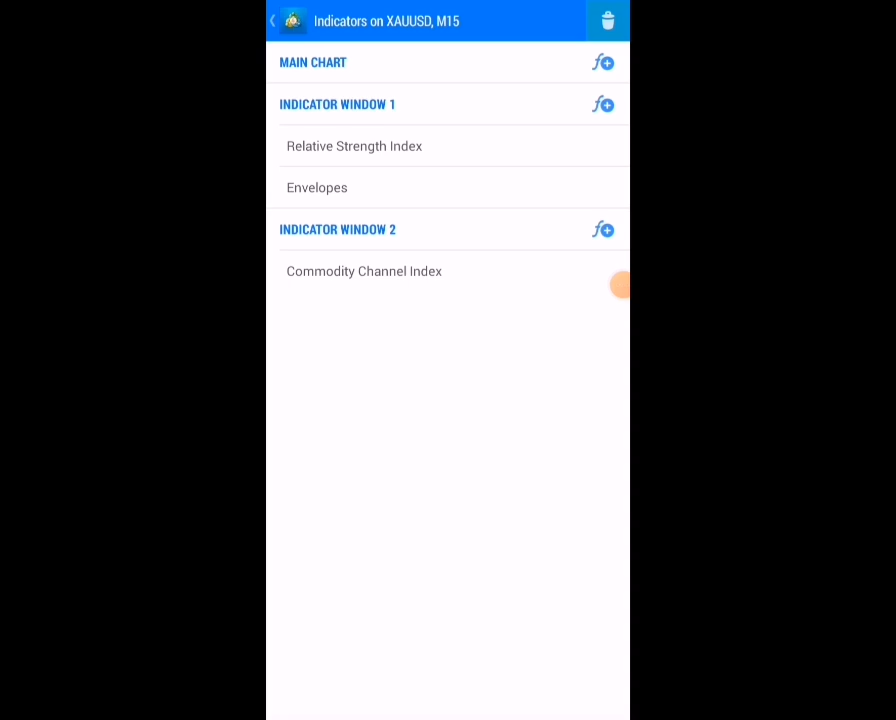 Indicators on XAUUSD, M15
MAIN CHART
INDICATOR WINDOW 1
Relative Strength Index
Envelopes
INDICATOR WINDOW 2
Commodity Channel Index